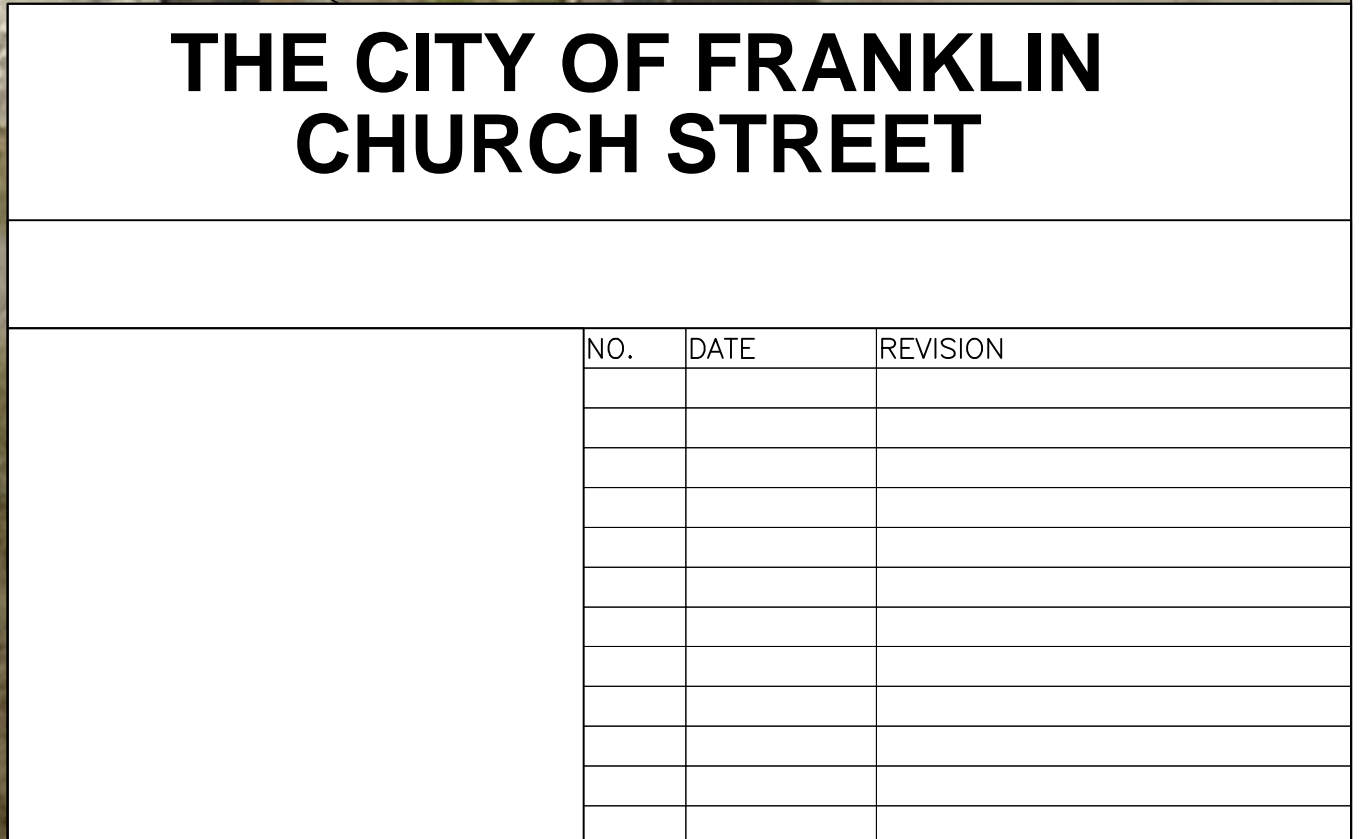 THE CITY OF FRANKLIN
CHURCH STREET
NO. DATE REVISION